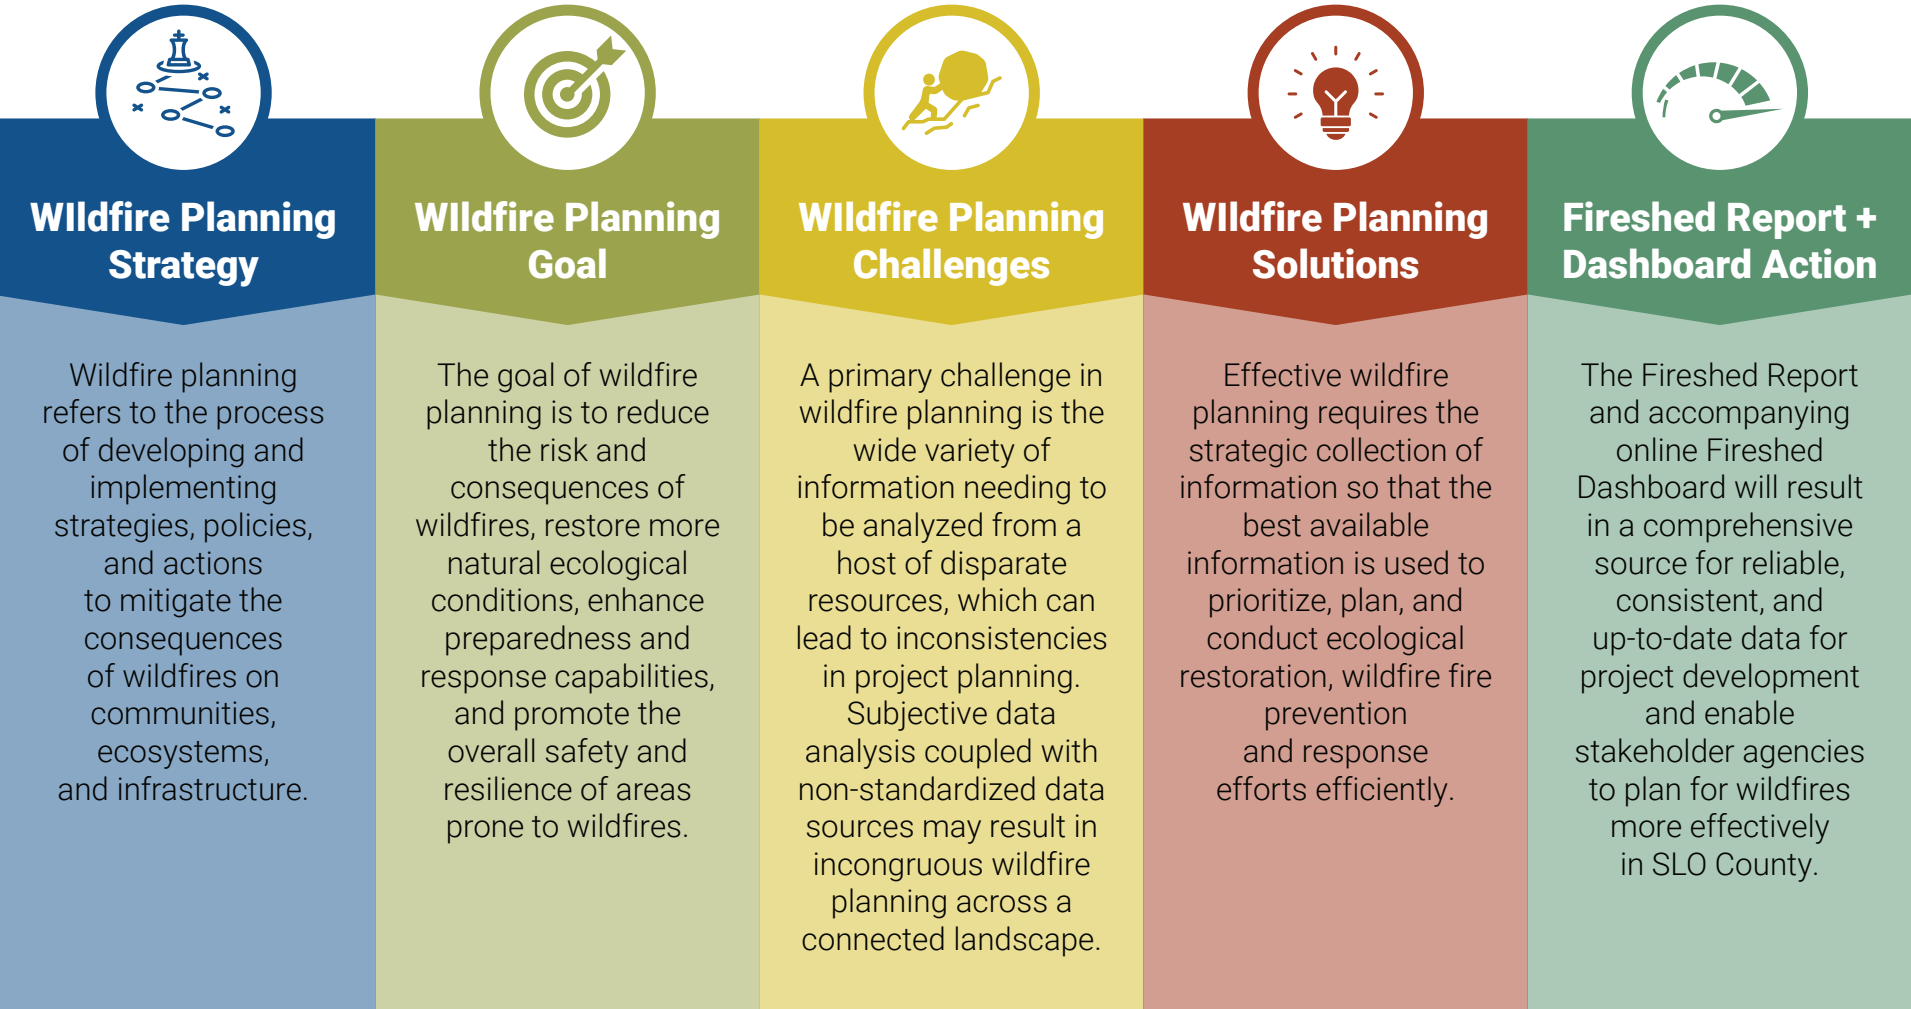 WIldfire Planning
Strategy
Wildfire planning
refers to the process
of developing and
implementing
strategies, policies,
and actions
to mitigate the
consequences
of wildfires on
communities,
ecosystems,
and infrastructure.
WIldfire Planning
Goal
The goal of wildfire
planning is to reduce
the risk and
consequences of
wildfires, restore more
natural ecological
conditions, enhance
preparedness and
response capabilities,
and promote the
overall safety and
resilience of areas
prone to wildfires.
WIldfire Planning
Challenges
A primary challenge in
wildfire planning is the
wide variety of
information needing to
be analyzed from a
host of disparate
resources, which can
lead to inconsistencies
in project planning.
Subjective data
analysis coupled with
non-standardized data
sources may result in
incongruous wildfire
planning across a
connected landscape.
WIldfire Planning
Solutions
Effective wildfire
planning requires the
strategic collection of
information so that the
best available
information is used to
prioritize, plan, and
conduct ecological
restoration, wildfire fire
prevention
and response
efforts efficiently.
Fireshed Report +
Dashboard Action
The Fireshed Report
and accompanying
online Fireshed
Dashboard will result
in a comprehensive
source for reliable,
consistent, and
up-to-date data for
project development
and enable
stakeholder agencies
to plan for wildfires
more effectively
in SLO County.